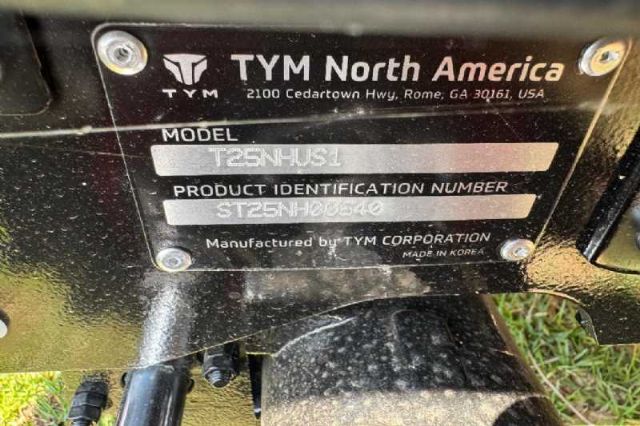 TYM TYM North America
2100 Cedartown Hwy, Rome, GA 30161, USA
MODEL
T25NHUS1
PRODUCT IDENTIFICATION NUMBER
Manufactured by TYM CORPORATION
MADE IN KOREA